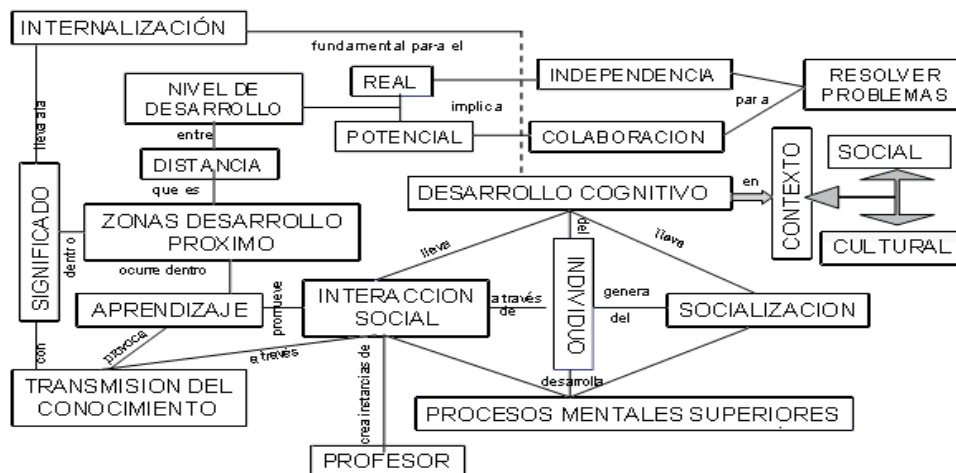 INTERNALIZACIÓN
fundamental para el
NIVEL DE
DESARROLLO
REAL
INDEPENDENCIA
RESOLVER
PROBLEMAS
implica
para
POTENCIAL
COLABORACION
lleva ala
entre
DISTANCIA
que es
SIGNIFICADO
dentro
ZONAS DESARROLLO
PROXIMO
DESARROLLO COGNITIVO
en
CONTEXTO
SOCIAL
CULTURAL
ocurre dentro
lleva
del
lleva
APRENDIZAJE
promueve
INTERACCION
SOCIAL
a través
de
INDIVIDUO
genera
del
SOCIALIZACION
con
provoca
a través
TRANSMISION DEL
CONOCIMIENTO
crea instancias de
desarrolla
PROCESOS MENTALES SUPERIORES
PROFESOR